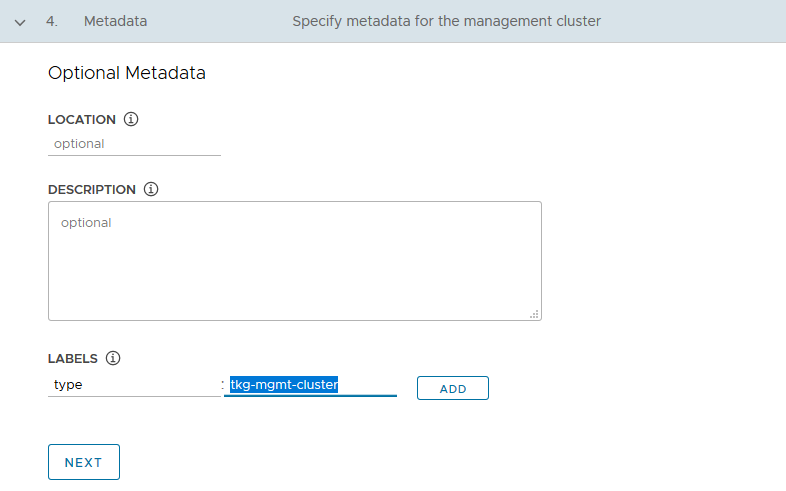 4. Metadata Specify metadata for the management cluster
Optional Metadata
LOCATION
optional
DESCRIPTION
optional
LABELS
type : tkg-mgmt-cluster ADD
NEXT